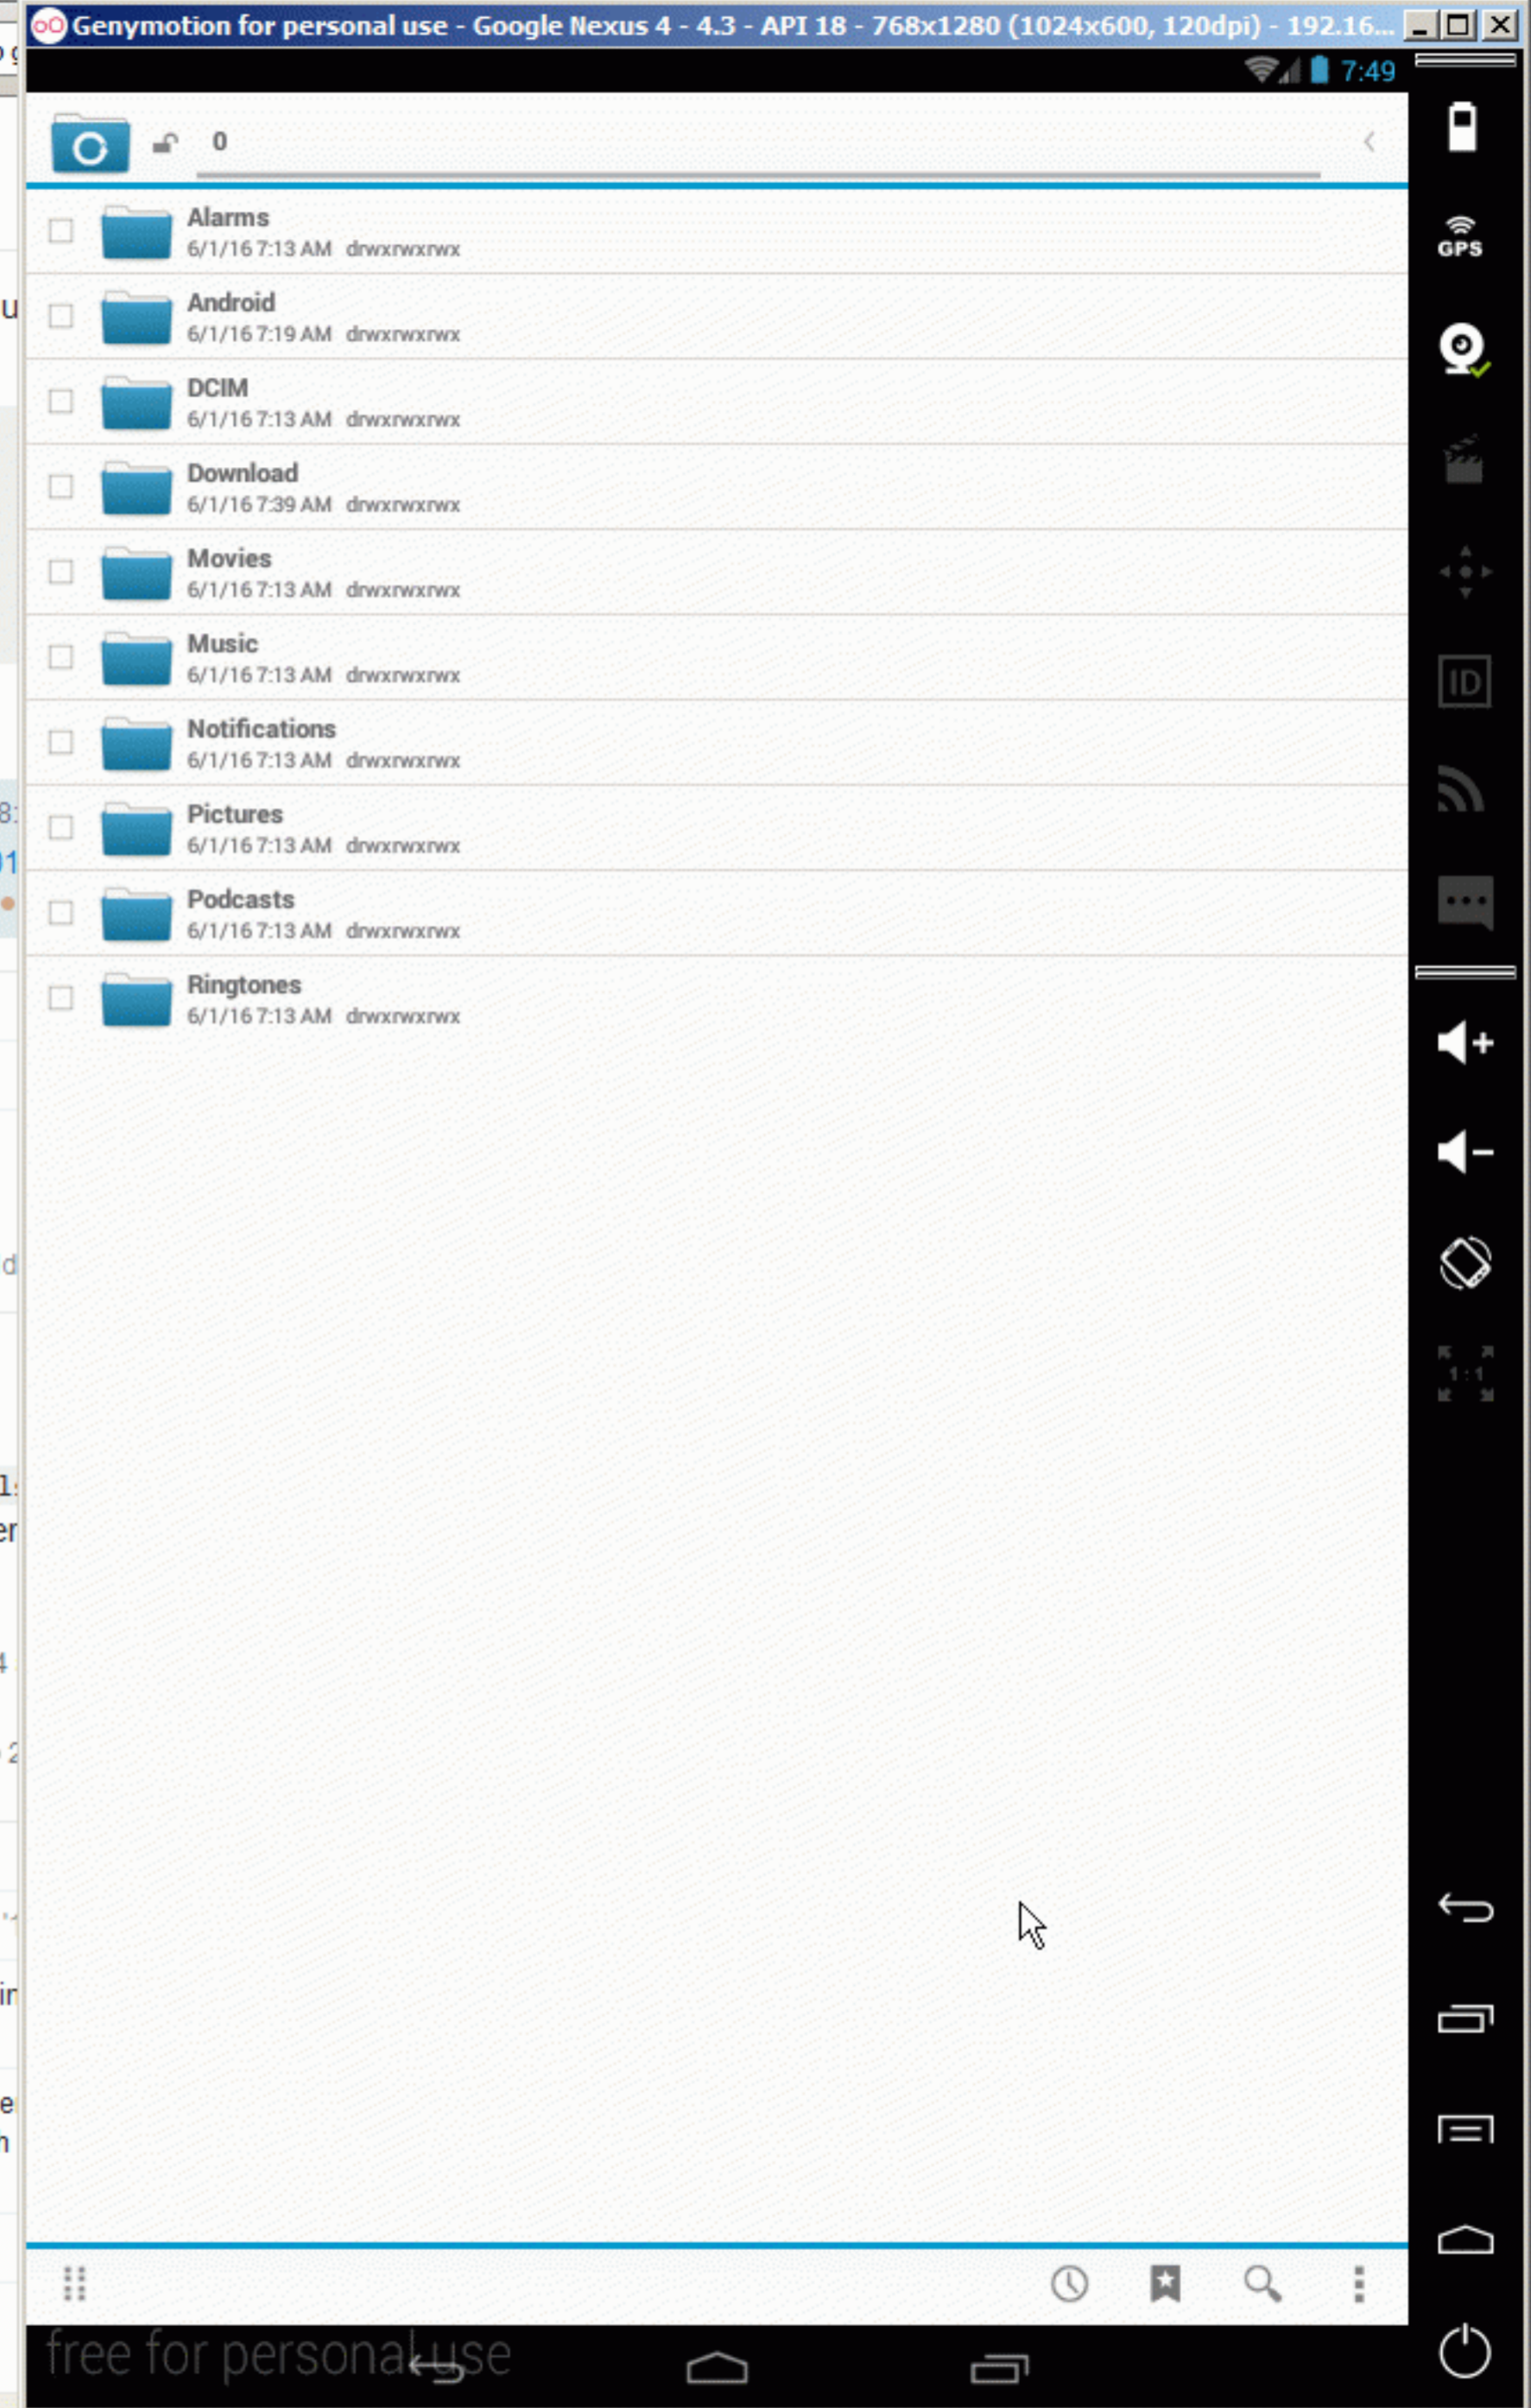 Genymotion for personal use - Google Nexus 4 - 4.3 - API 18 - 768x1280 (1024x600, 120dpi) - 192.16...
7:49
0
Alarms
6/1/16 7:13 AM drwxrwxrwx
GPS
Android
6/1/16 7:19 AM drwxrwxrwx
DCIM
6/1/16 7:13 AM drwxrwxrwx
Download
6/1/16 7:39 AM drwxrwxrwx
Movies
6/1/16 7:13 AM drwxrwxrwx
Music
6/1/16 7:13 AM drwxrwxrwx
ID
Notifications
6/1/16 7:13 AM drwxrwxrwx
Pictures
6/1/16 7:13 AM drwxrwxrwx
Podcasts
6/1/16 7:13 AM drwxrwxrwx
Ringtones
6/1/16 7:13 AM drwxrwxrwx
1:1
free for personal use